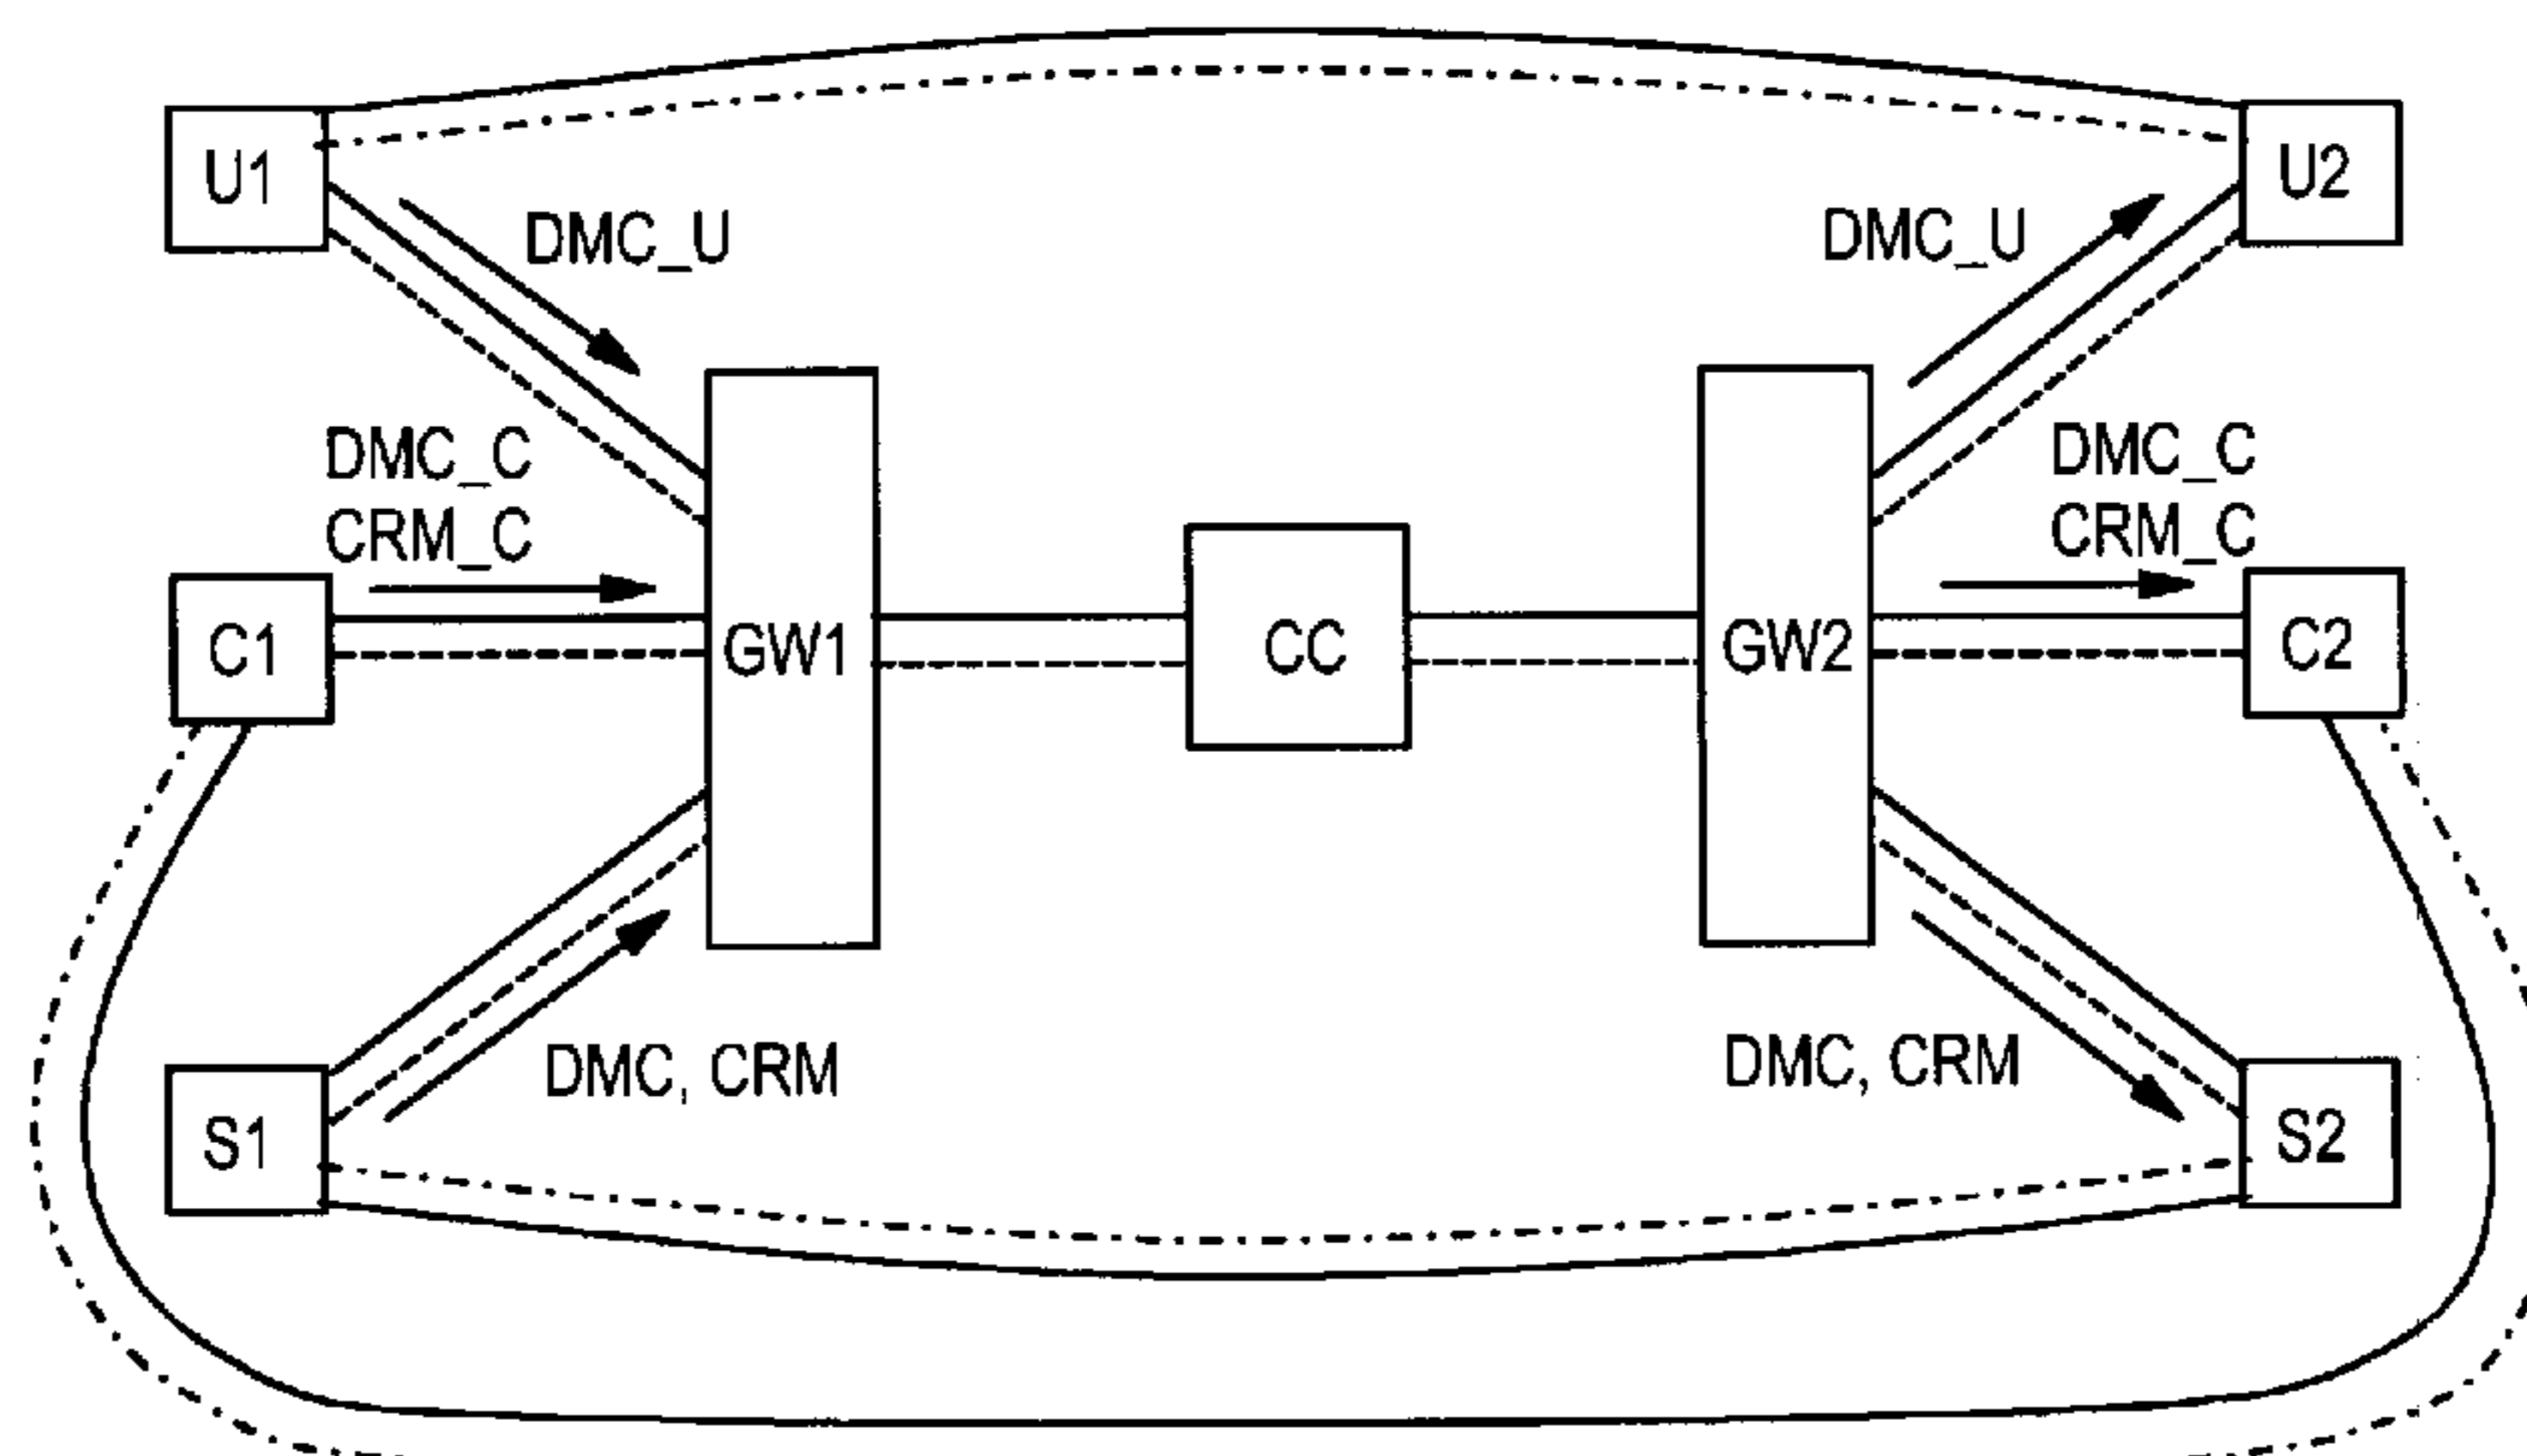 U1
U2
DMC_U
DMC_U
DMC_C
CRM_C
DMC_C
CRM_C
C1
GW1
CC
GW2
C2
DMC, CRM
DMC, CRM
S1
S2